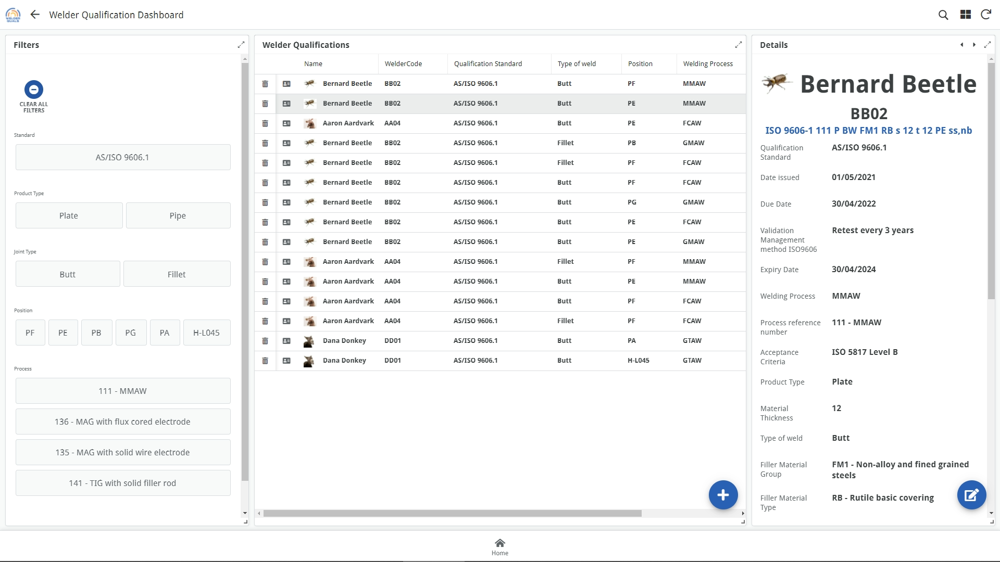 WELDER
QUALS
Welder Qualification Dashboard
Filters
CLEAR ALL
FILTERS
Standard
AS/ISO 9606.1
Product Type
Plate Pipe
Joint Type
Butt Fillet
Position
PF PE PB PG PA H-L045
Process
111 - MMAW
136 - MAG with flux cored electrode
135 - MAG with solid wire electrode
141 - TIG with solid filler rod
Welder Qualifications
Name WelderCode Qualification Standard Type of weld Position Welding Process
Bernard Beetle BB02 AS/ISO 9606.1 Butt PF MMAW
Bernard Beetle BB02 AS/ISO 9606.1 Butt PE MMAW
Aaron Aardvark AA04 AS/ISO 9606.1 Butt PE FCAW
Bernard Beetle BB02 AS/ISO 9606.1 Fillet PB GMAW
Bernard Beetle BB02 AS/ISO 9606.1 Fillet PF FCAW
Bernard Beetle BB02 AS/ISO 9606.1 Butt PF FCAW
Bernard Beetle BB02 AS/ISO 9606.1 Butt PG GMAW
Bernard Beetle BB02 AS/ISO 9606.1 Butt PE FCAW
Bernard Beetle BB02 AS/ISO 9606.1 Butt PE GMAW
Aaron Aardvark AA04 AS/ISO 9606.1 Fillet PF MMAW
Aaron Aardvark AA04 AS/ISO 9606.1 Butt PE MMAW
Aaron Aardvark AA04 AS/ISO 9606.1 Butt PF FCAW
Aaron Aardvark AA04 AS/ISO 9606.1 Fillet PF FCAW
Dana Donkey DD01 AS/ISO 9606.1 Butt PA GTAW
Dana Donkey DD01 AS/ISO 9606.1 Butt H-L045 GTAW
Details
Bernard Beetle
BB02
ISO 9606-1 111 P BW FM1 RB s 12 t 12 PE ss,nb
Qualification AS/ISO 9606.1
Standard
Date issued 01/05/2021
Due Date 30/04/2022
Validation Retest every 3 years
Management
method ISO9606
Expiry Date 30/04/2024
Welding Process MMAW
Process reference 111 - MMAW
number
Acceptance ISO 5817 Level B
Criteria
Product Type Plate
Material 12
Thickness
Type of weld Butt
Filler Material FM1 - Non-alloy and fined grained
Group steels
Filler Material RB - Rutile basic covering
Type
Home